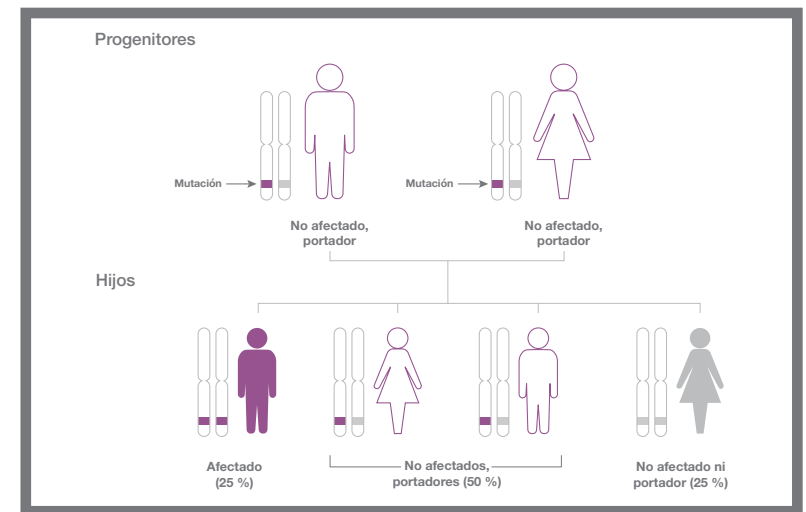 Progenitores
Mutación
Mutación
No afectado,
portador
No afectado,
portador
Hijos
Afectado
(25 %)
No afectados,
portadores (50 %)
No afectado ni
portador (25 %)